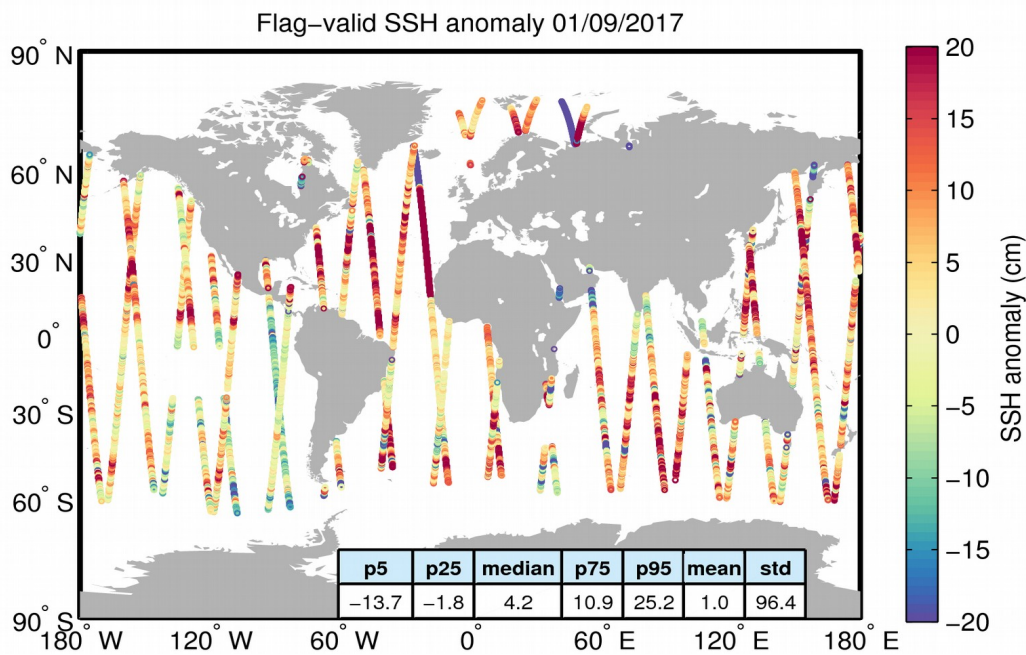 Flag−valid SSH anomaly 01/09/2017
90° N
60° N
30° N
0°
30° S
60° S
90° S
180° W
120° W
60° W
0°
60° E
120° E
180° E
p5 p25 median p75 p95 mean std
−13.7 −1.8 4.2 10.9 25.2 1.0 96.4
20
15
10
5
0
−5
−10
−15
−20
SSH anomaly (cm)